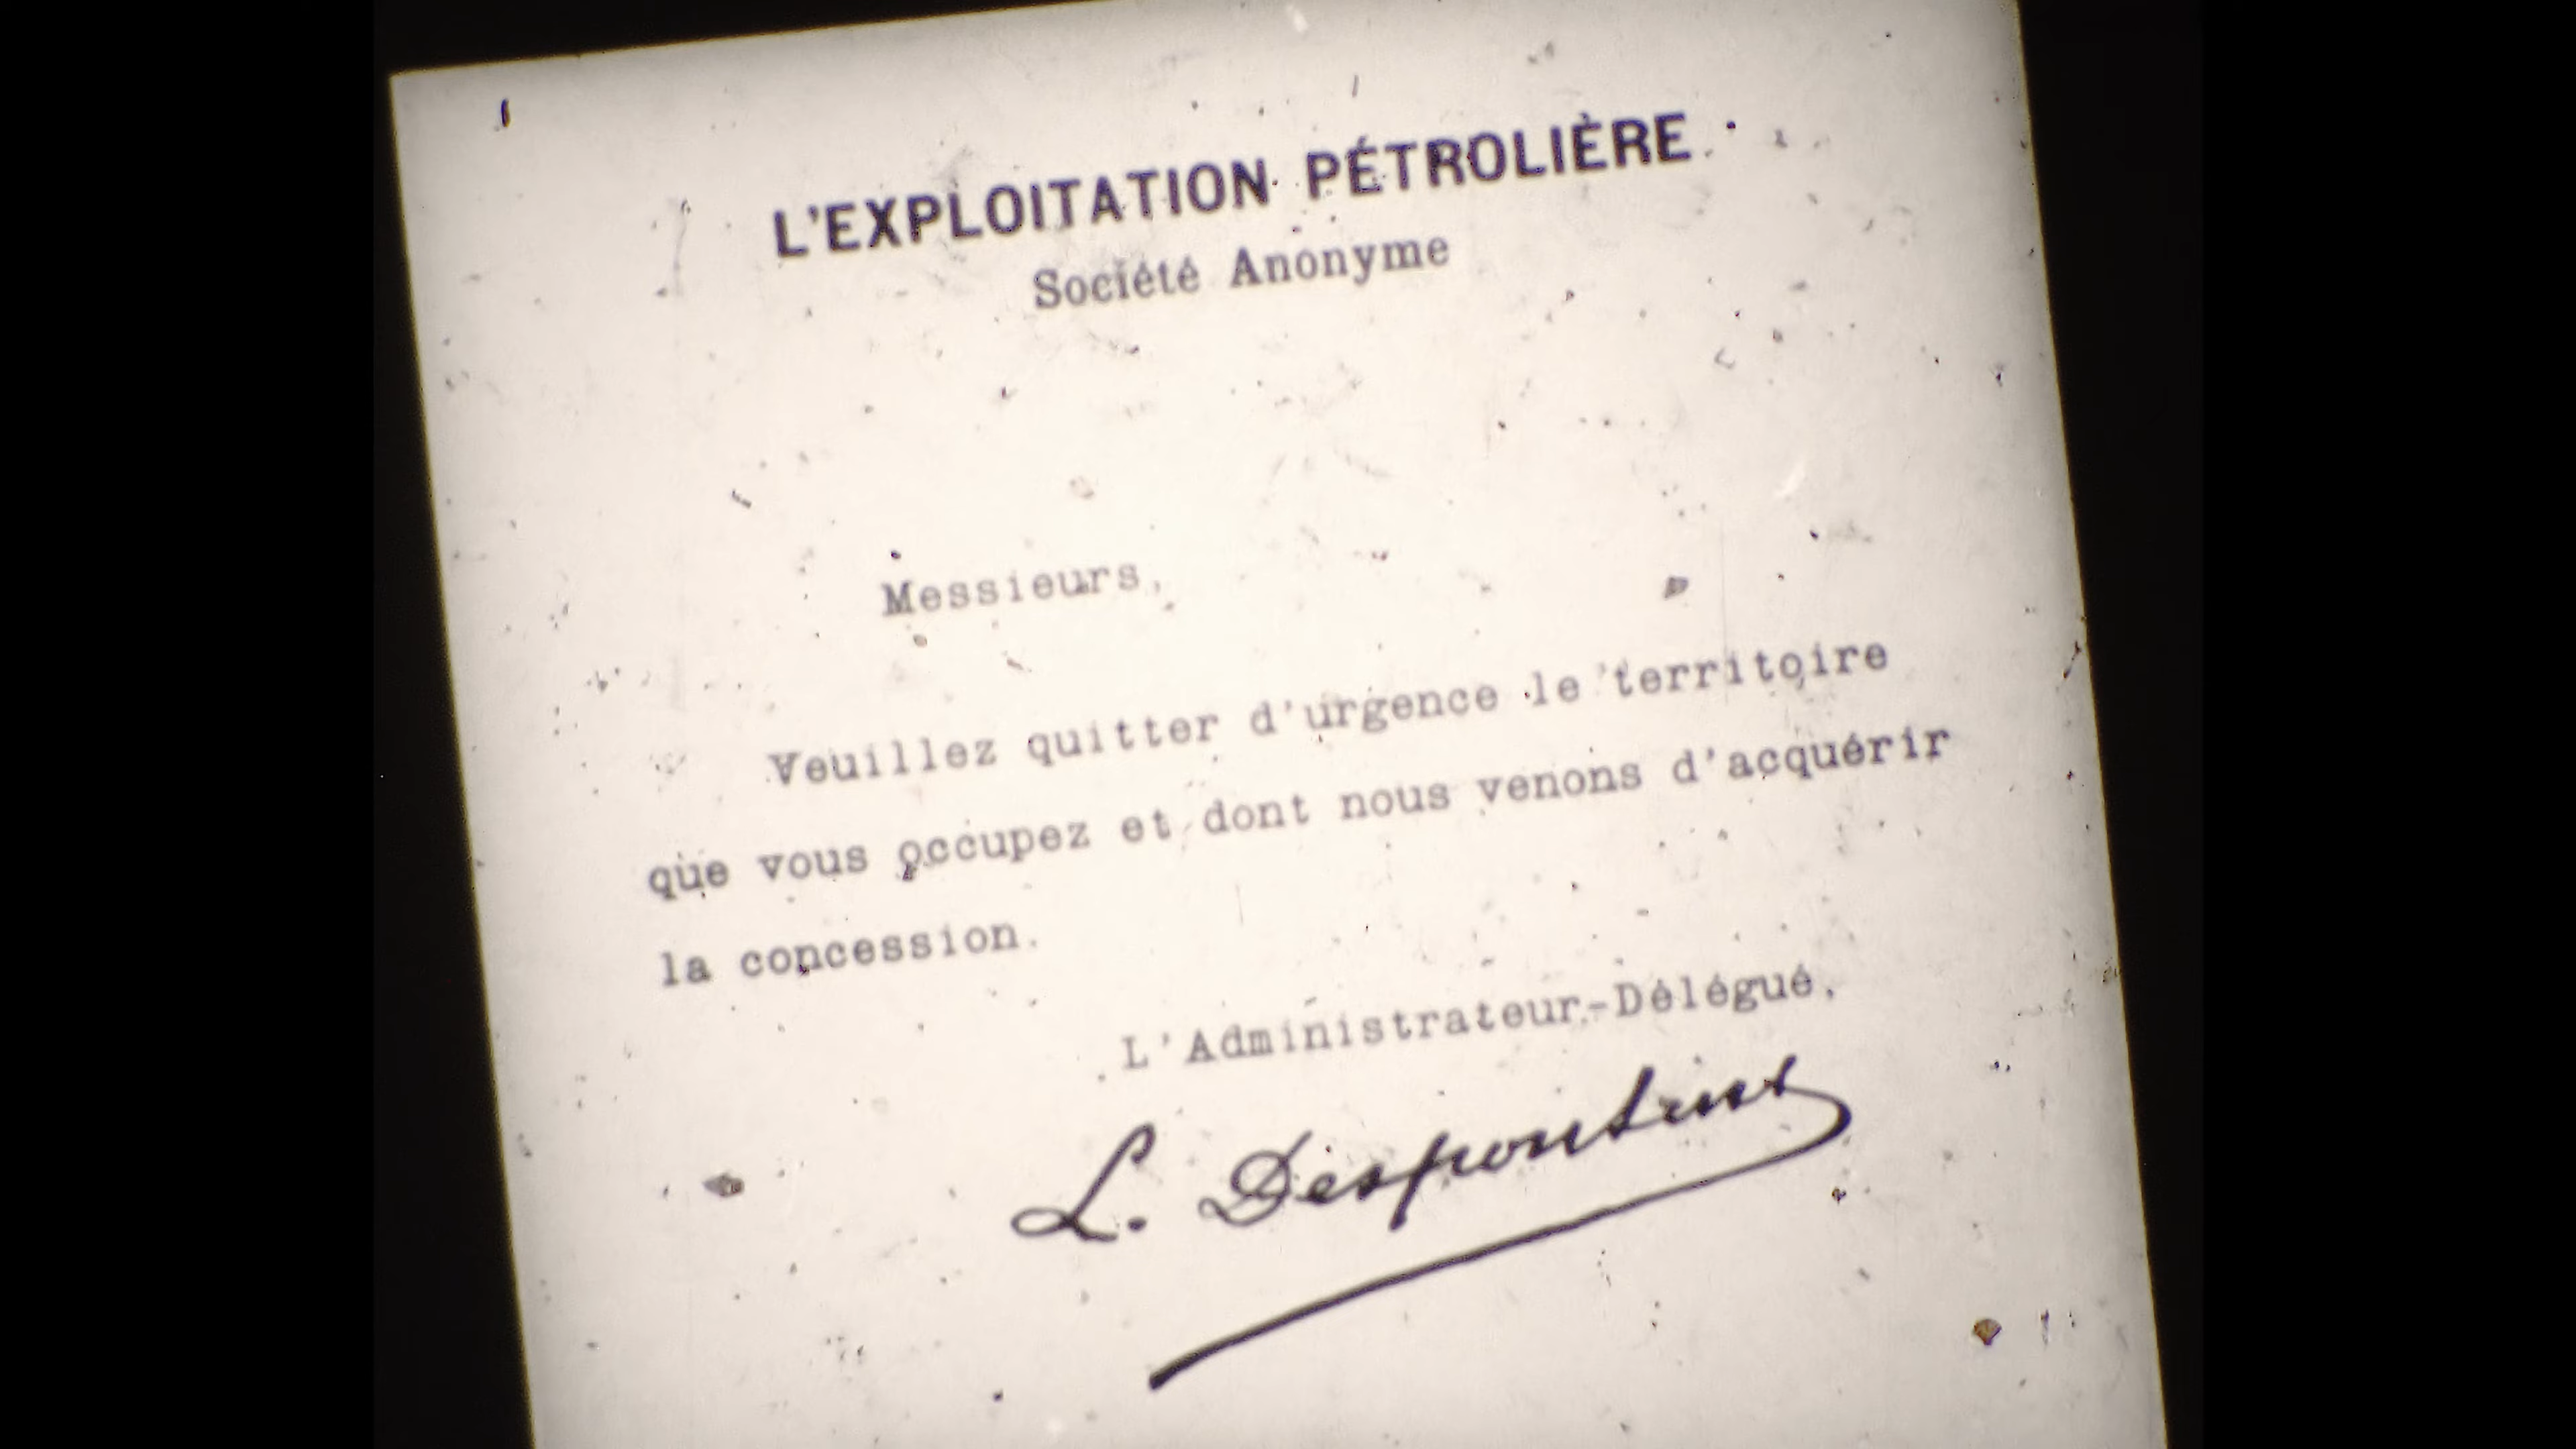 L'EXPLOITATION PÉTROLIÈRE
Société Anonyme
Messieurs,
Veuillez quitter d'urgence le territoire
que vous occupez et dont nous venons d'acquérir
la concession.
L'Administrateur-Délégué,
L. Despontins